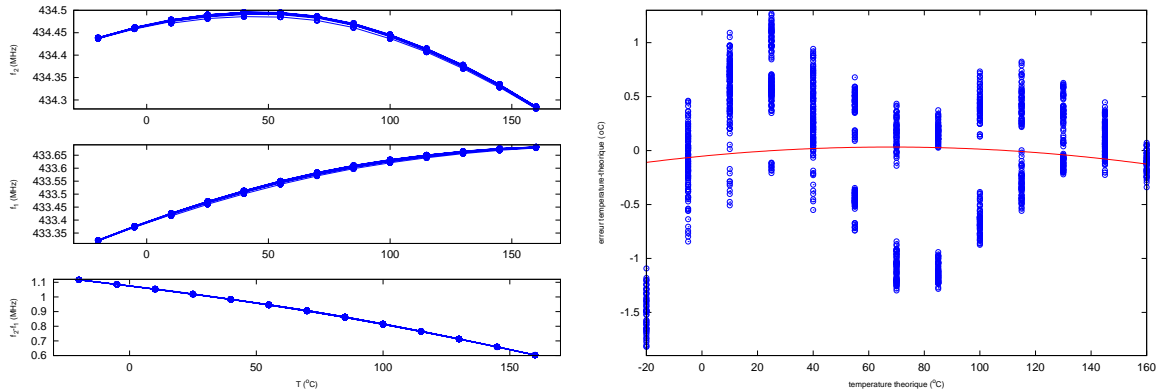 434.5
434.45
434.4
434.35
434.3
f2 (MHz)
0 50 100 150
433.65
433.6
433.55
433.5
433.45
433.4
433.35
f1 (MHz)
0 50 100 150
1.1
1
0.9
0.8
0.7
0.6
f2-f1 (MHz)
0 50 100 150
T (oC)
1
0.5
0
-0.5
-1
-1.5
erreur temperature-theorique (oC)
-20 0 20 40 60 80 100 120 140 160
temperature theorique (oC)